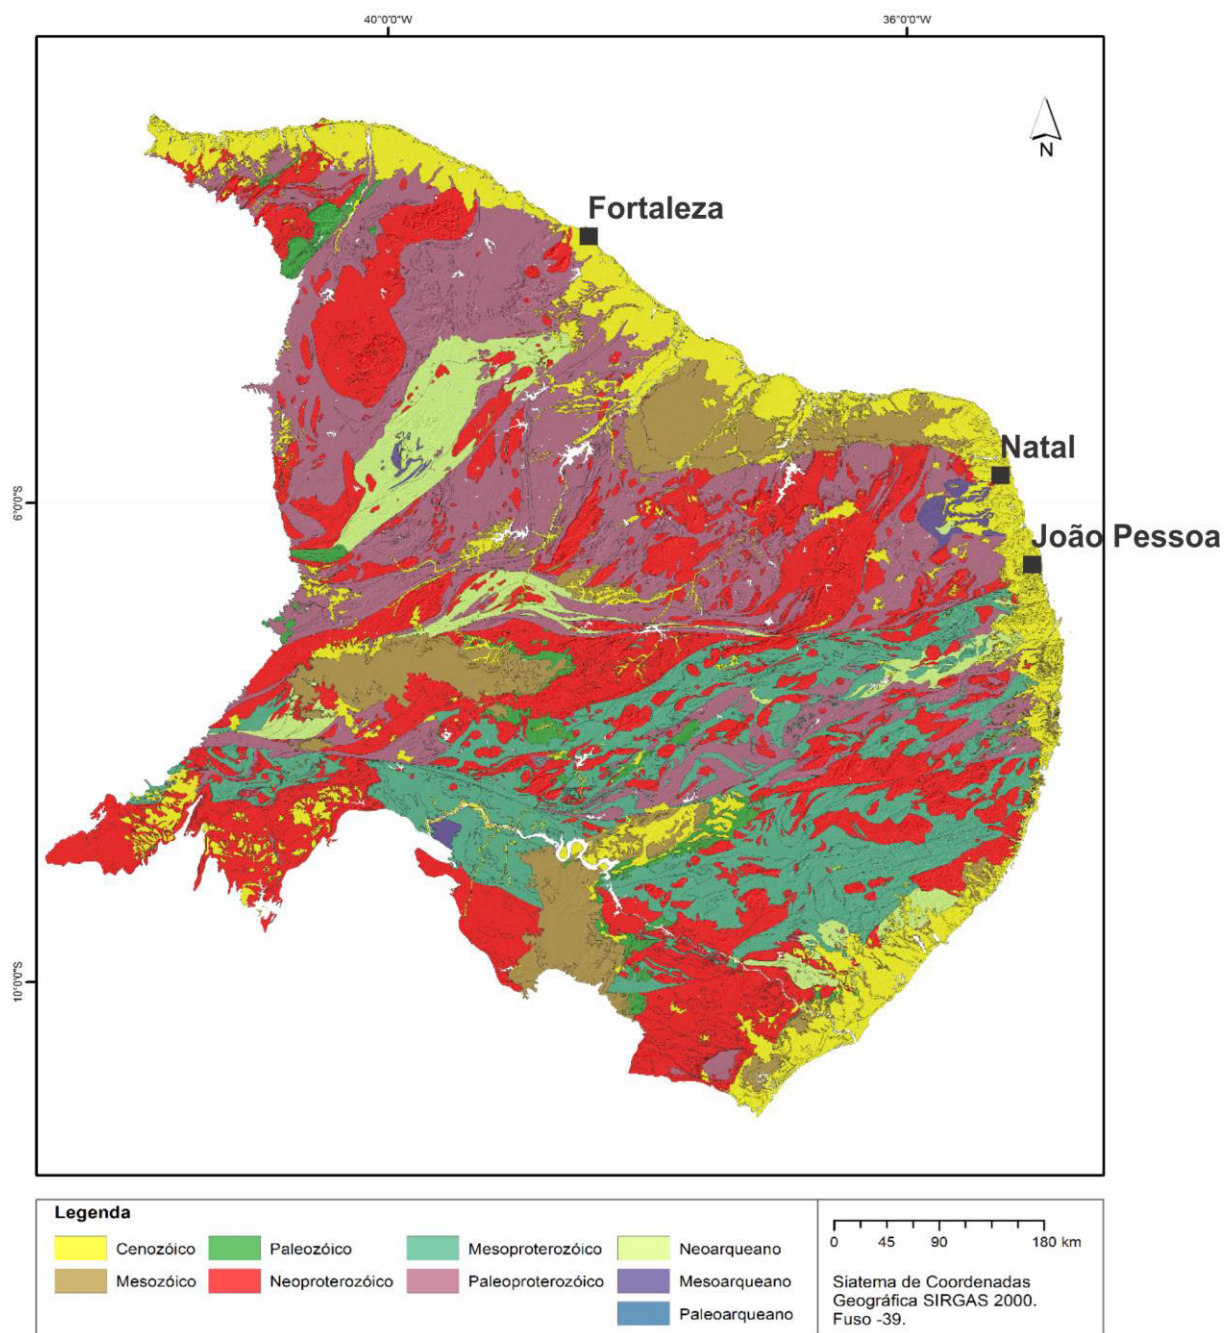 40°0'0"W
36°0'0"W
N
Fortaleza
Natal
6°0'0"S
João Pessoa
10°0'0"S
Legenda
Cenozóico
Paleozóico
Mesoproterozóico
Neoarqueano
Mesozóico
Neoproterozóico
Paleoproterozóico
Mesoarqueano
Paleoarqueano
0 45 90 180 km
Siatema de Coordenadas
Geográfica SIRGAS 2000.
Fuso -39.